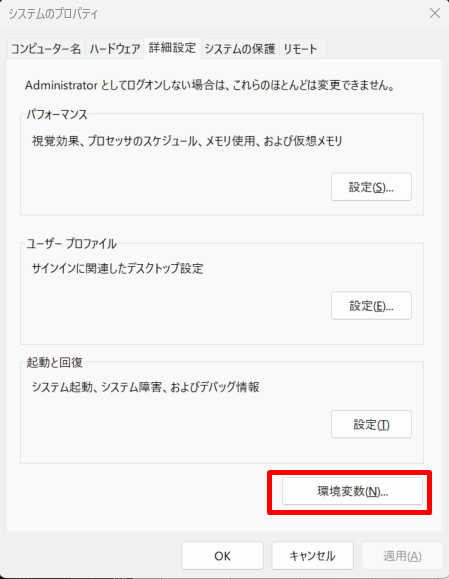 システムのプロパティ
コンピューター名 ハードウェア 詳細設定 システムの保護 リモート
Administrator としてログオンしない場合は、これらのほとんどは変更できません。
パフォーマンス
視覚効果、プロセッサのスケジュール、メモリ使用、および仮想メモリ
設定(S)...
ユーザー プロファイル
サインインに関連したデスクトップ設定
設定(E)...
起動と回復
システム起動、システム障害、およびデバッグ情報
設定(T)
環境変数(N)...
OK キャンセル 適用(A)